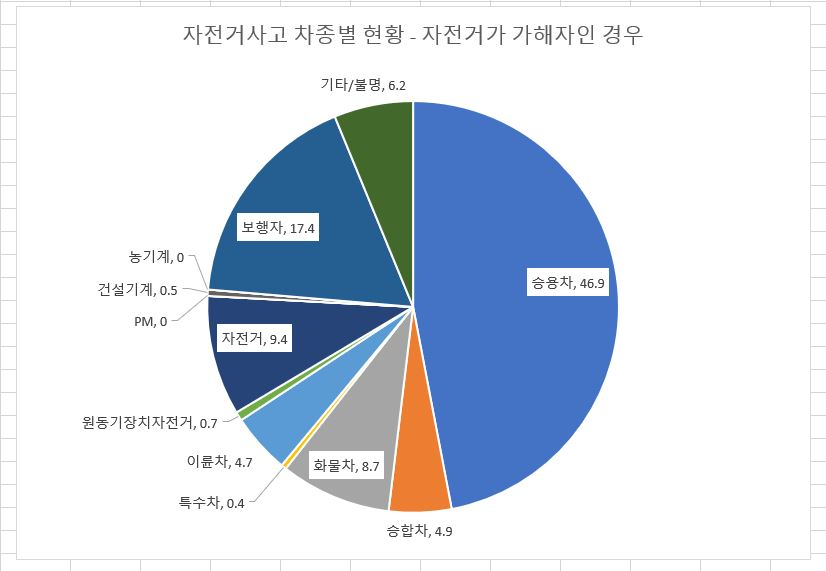 자전거사고 차종별 현황 - 자전거가 가해자인 경우
기타/불명, 6.2
보행자, 17.4
농기계, 0
승용차, 46.9
건설기계, 0.5
PM, 0
자전거, 9.4
원동기장치자전거, 0.7
이륜차, 4.7
화물차, 8.7
특수차, 0.4
승합차, 4.9